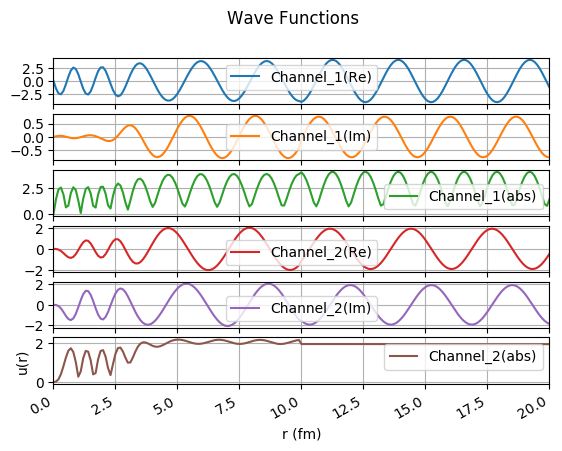 Wave Functions
2.5
0.0
−2.5
Channel_1(Re)
0.5
0.0
−0.5
Channel_1(Im)
2.5
0.0
Channel_1(abs)
2
0
−2
Channel_2(Re)
2
0
−2
Channel_2(Im)
2
0
Channel_2(abs)
u(r)
0.0 2.5 5.0 7.5 10.0 12.5 15.0 17.5 20.0
r (fm)